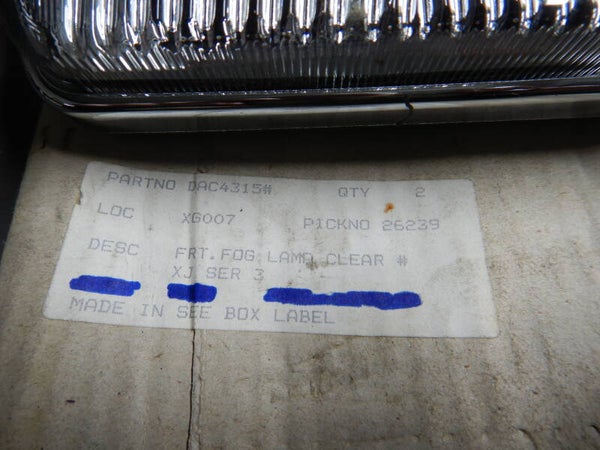 PARTNO DAC4315# QTY 2
LOC XG007 PICKNO 26239
DESC FRT.FOG LAMP CLEAR #
XJ SER 3
MADE IN SEE BOX LABEL